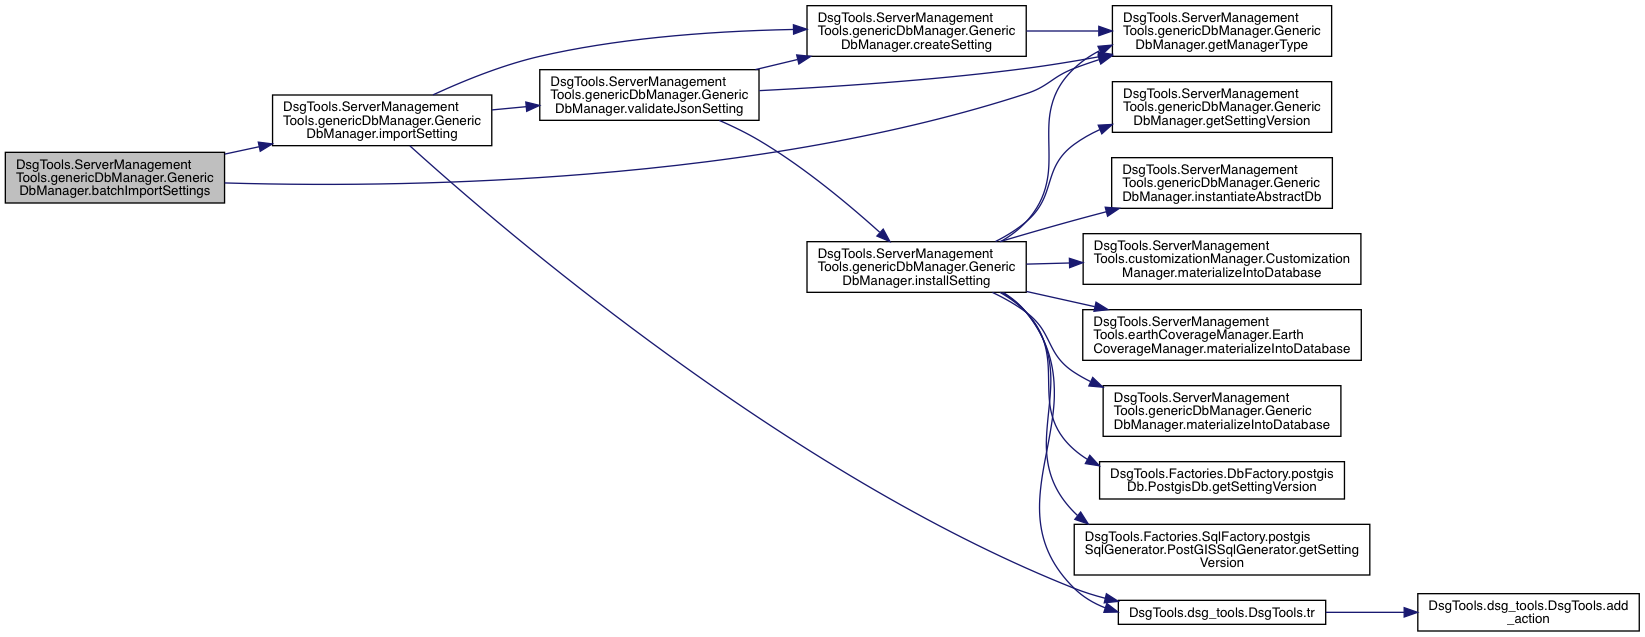 DsgTools.ServerManagement
Tools.genericDbManager.Generic
DbManager.batchImportSettings
DsgTools.ServerManagement
Tools.genericDbManager.Generic
DbManager.importSetting
DsgTools.ServerManagement
Tools.genericDbManager.Generic
DbManager.validateJsonSetting
DsgTools.ServerManagement
Tools.genericDbManager.Generic
DbManager.createSetting
DsgTools.ServerManagement
Tools.genericDbManager.Generic
DbManager.installSetting
DsgTools.ServerManagement
Tools.genericDbManager.Generic
DbManager.getManagerType
DsgTools.ServerManagement
Tools.genericDbManager.Generic
DbManager.getSettingVersion
DsgTools.ServerManagement
Tools.genericDbManager.Generic
DbManager.instantiateAbstractDb
DsgTools.ServerManagement
Tools.customizationManager.Customization
Manager.materializeIntoDatabase
DsgTools.ServerManagement
Tools.earthCoverageManager.Earth
CoverageManager.materializeIntoDatabase
DsgTools.ServerManagement
Tools.genericDbManager.Generic
DbManager.materializeIntoDatabase
DsgTools.Factories.DbFactory.postgis
Db.PostgisDb.getSettingVersion
DsgTools.Factories.SqlFactory.postgis
SqlGenerator.PostGISSqlGenerator.getSetting
Version
DsgTools.dsg_tools.DsgTools.tr
DsgTools.dsg_tools.DsgTools.add
_action